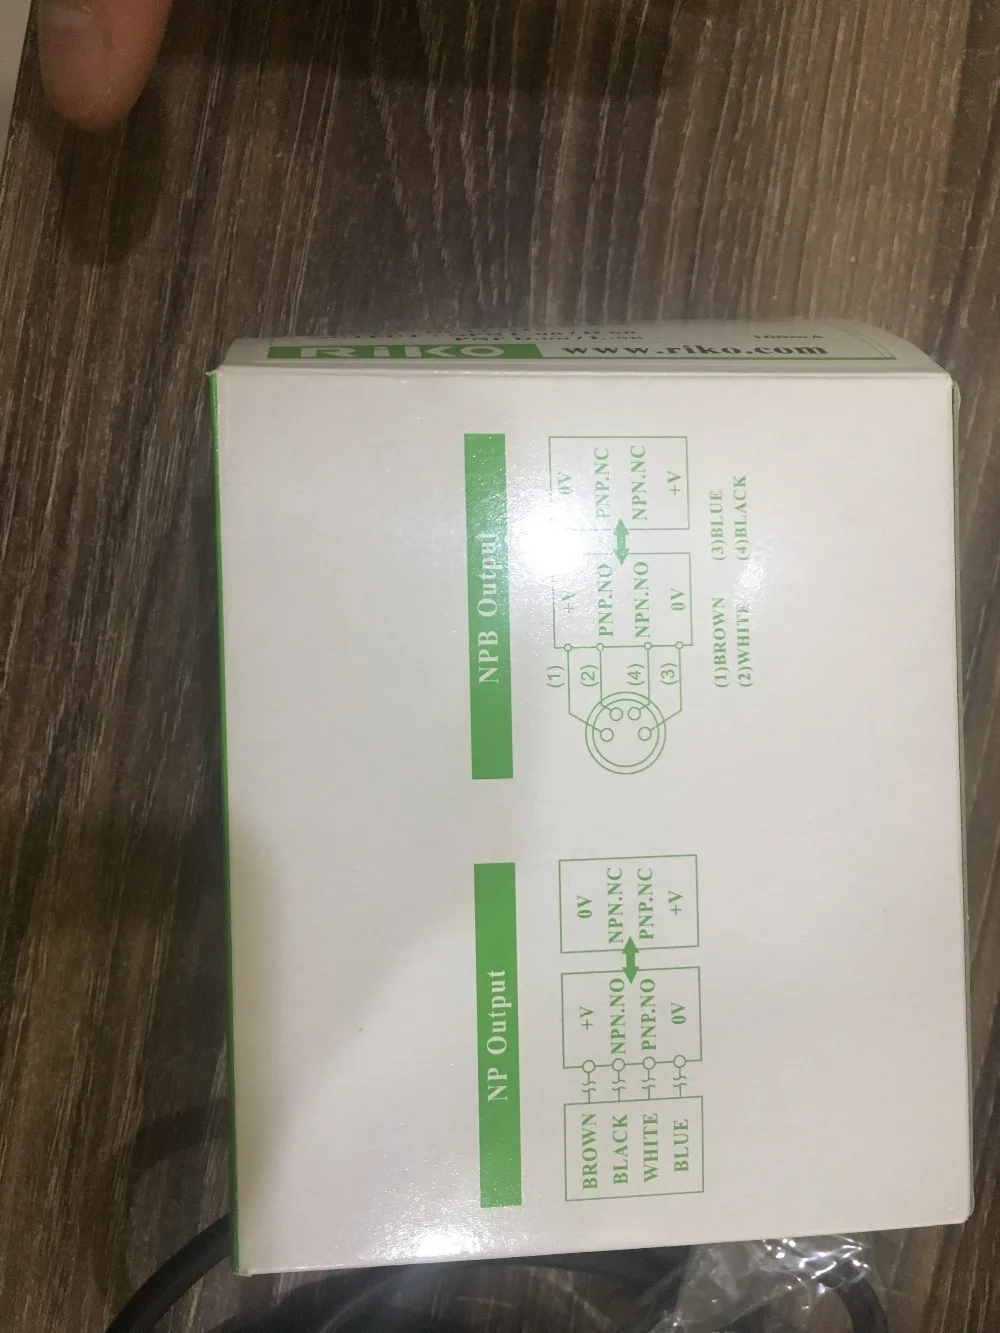 RIKO www.riko.com
NP Output
BROWN +V 0V
BLACK NPN.NO NPN.NC
WHITE PNP.NO PNP.NC
BLUE 0V +V
NPB Output
(1) +V 0V
(2) PNP.NO PNP.NC
(4) NPN.NO NPN.NC
(3) 0V +V
(1)BROWN (3)BLUE
(2)WHITE (4)BLACK